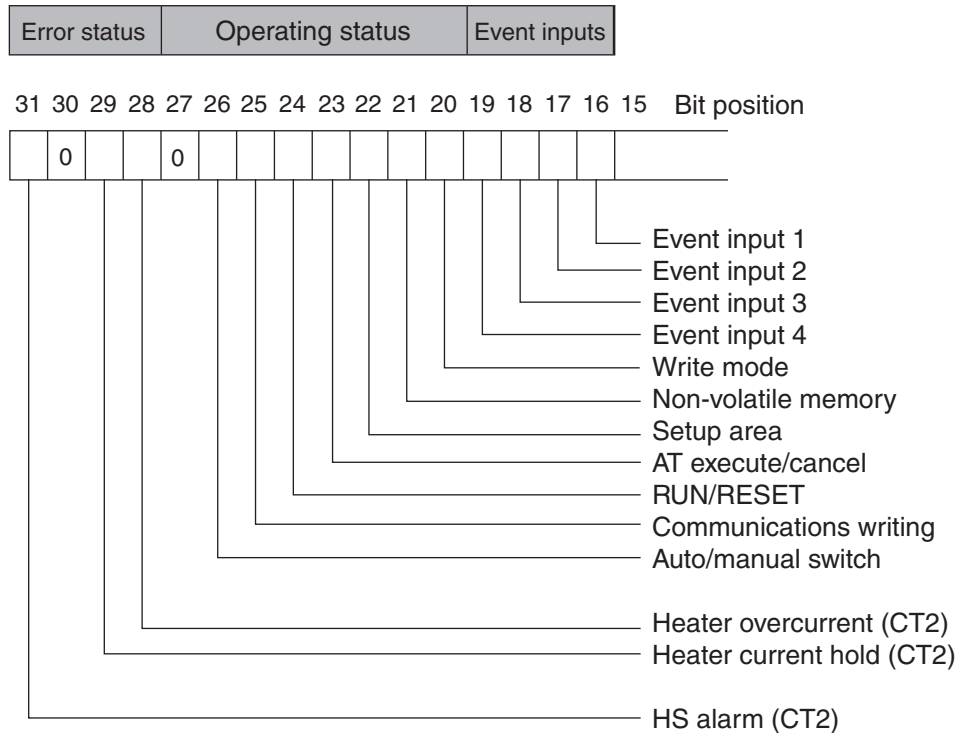 Error status Operating status Event inputs
31 30 29 28 27 26 25 24 23 22 21 20 19 18 17 16 15 Bit position
0 0
Event input 1
Event input 2
Event input 3
Event input 4
Write mode
Non-volatile memory
Setup area
AT execute/cancel
RUN/RESET
Communications writing
Auto/manual switch
Heater overcurrent (CT2)
Heater current hold (CT2)
HS alarm (CT2)